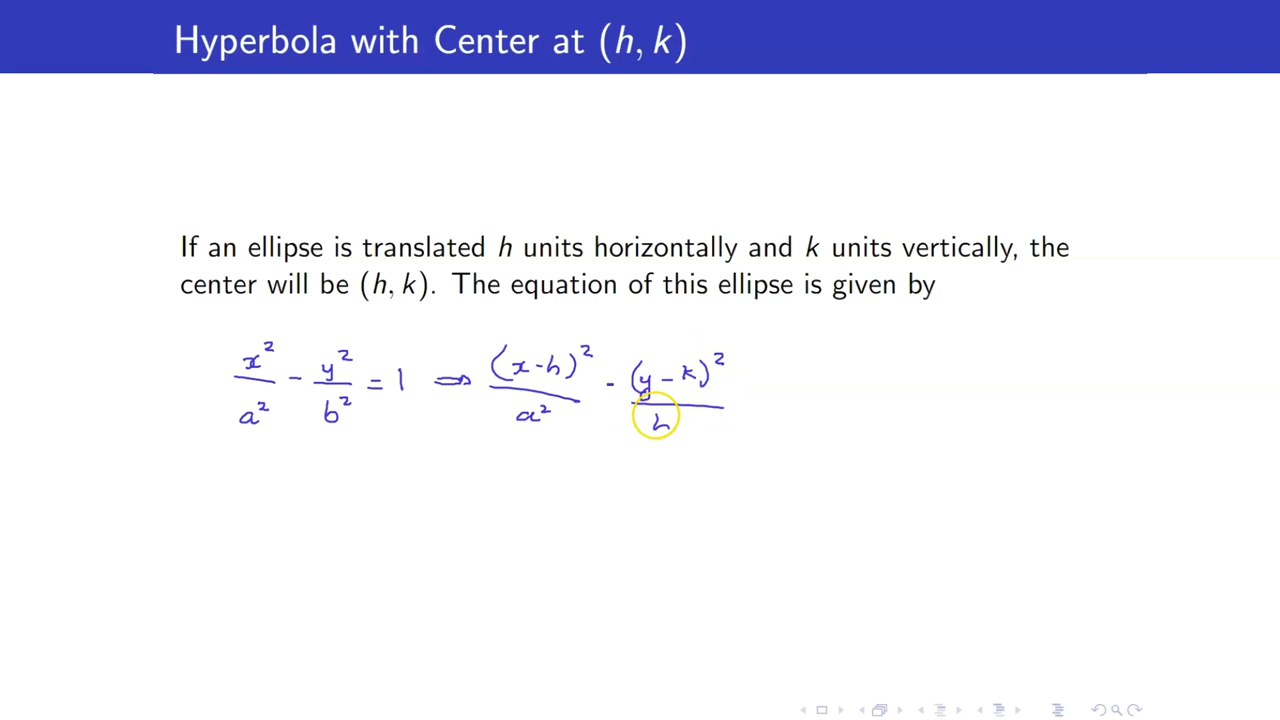 Hyperbola with Center at (h, k)
If an ellipse is translated h units horizontally and k units vertically, the
center will be (h, k). The equation of this ellipse is given by
x²/a² - y²/b² = 1 ⟹ (x-h)²/a² - (y-k)²/